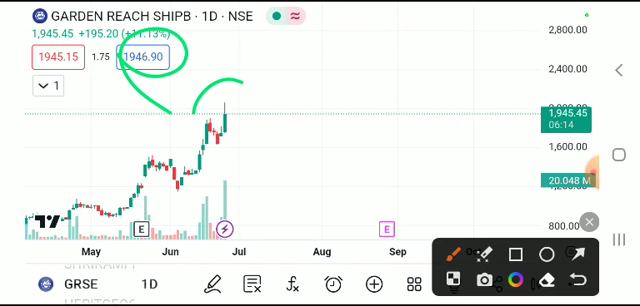 GARDEN REACH SHIPB · 1D · NSE
1,945.45 +195.20 (+11.13%)
1945.15 1.75 1946.90
1
2,800.00
2,400.00
1,945.45
06:14
1,600.00
20.048 M
800.00
E E
May Jun Jul Aug Sep
GRSE 1D